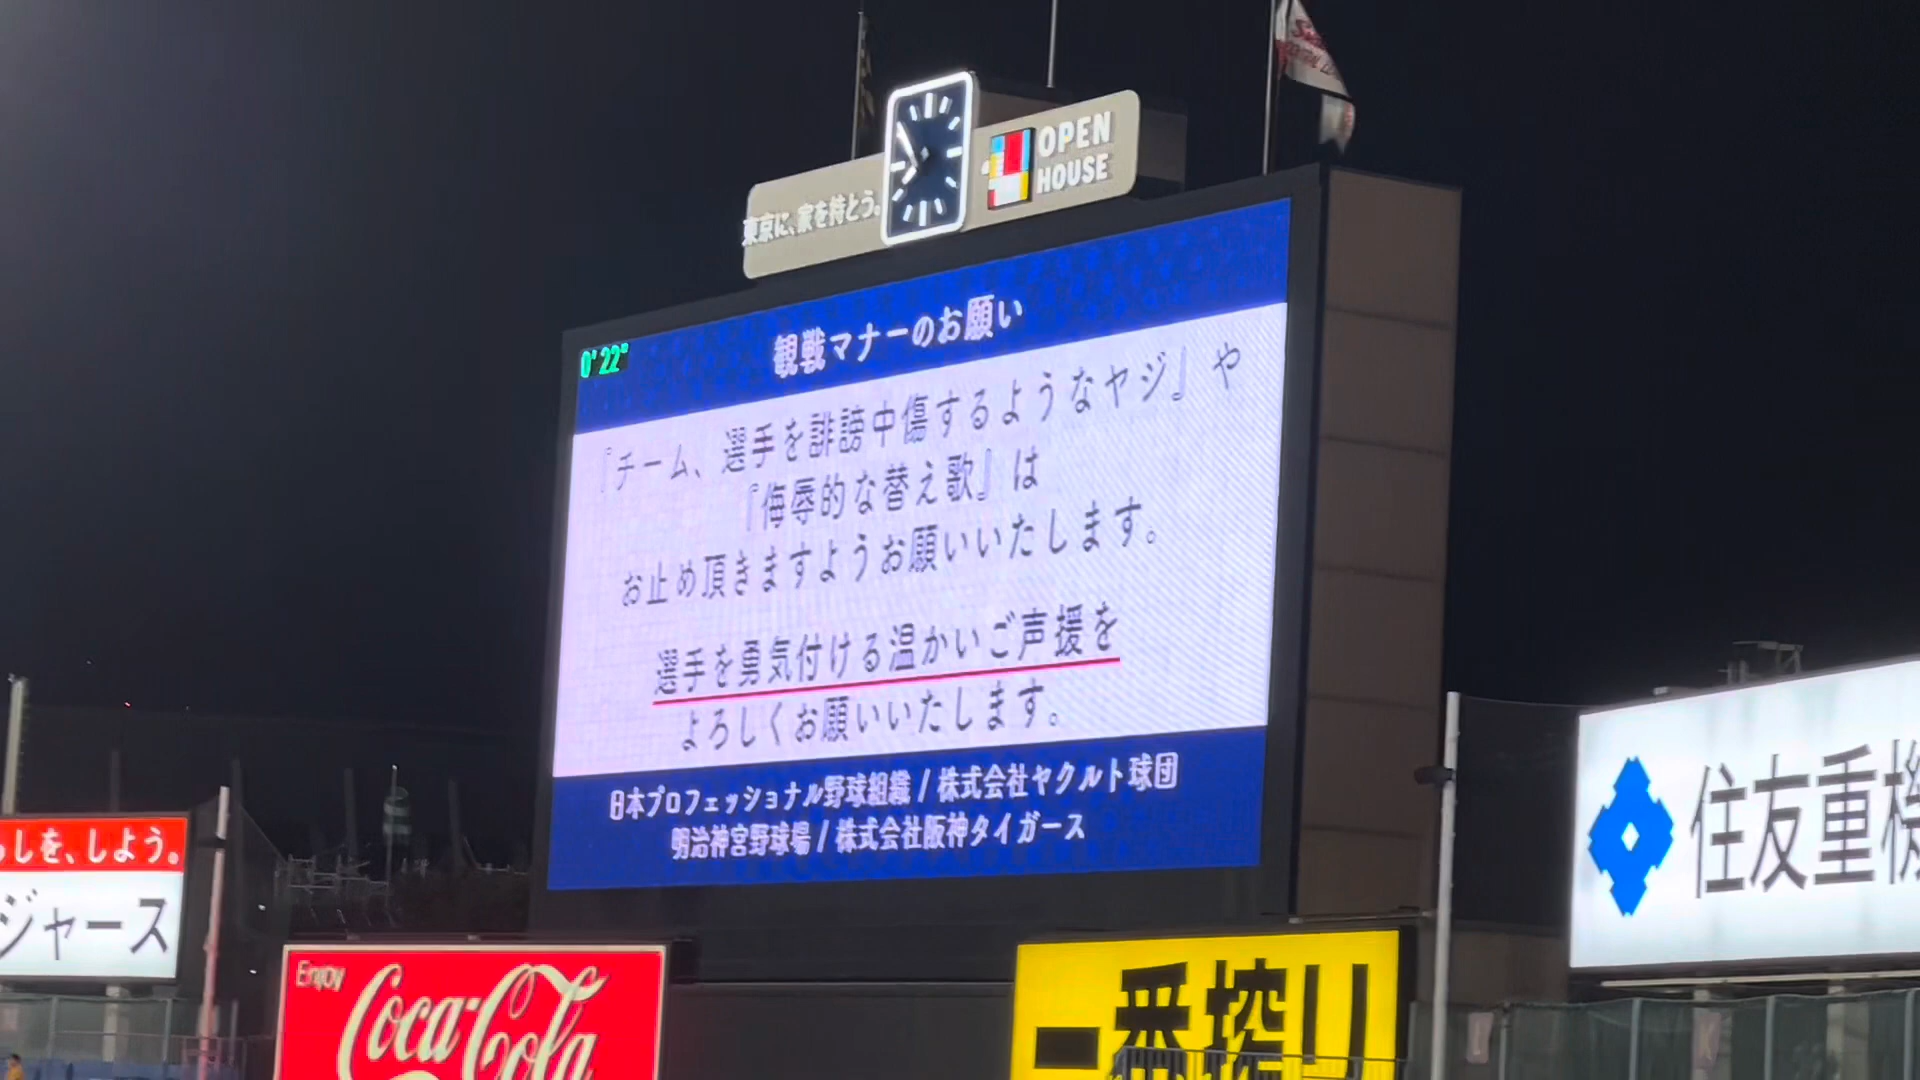 東京に、家を持とう。
OPEN
HOUSE
0'22"
観戦マナーのお願い
『チーム、選手を誹謗中傷するようなヤジ』や
『侮辱的な替え歌』は
お止め頂きますようお願いいたします。
選手を勇気付ける温かいご声援を
よろしくお願いいたします。
日本プロフェッショナル野球組織 / 株式会社ヤクルト球団
明治神宮野球場 / 株式会社阪神タイガース
しを、しよう。
ジャース
Enjoy
Coca-Cola
一番搾り
住友重機